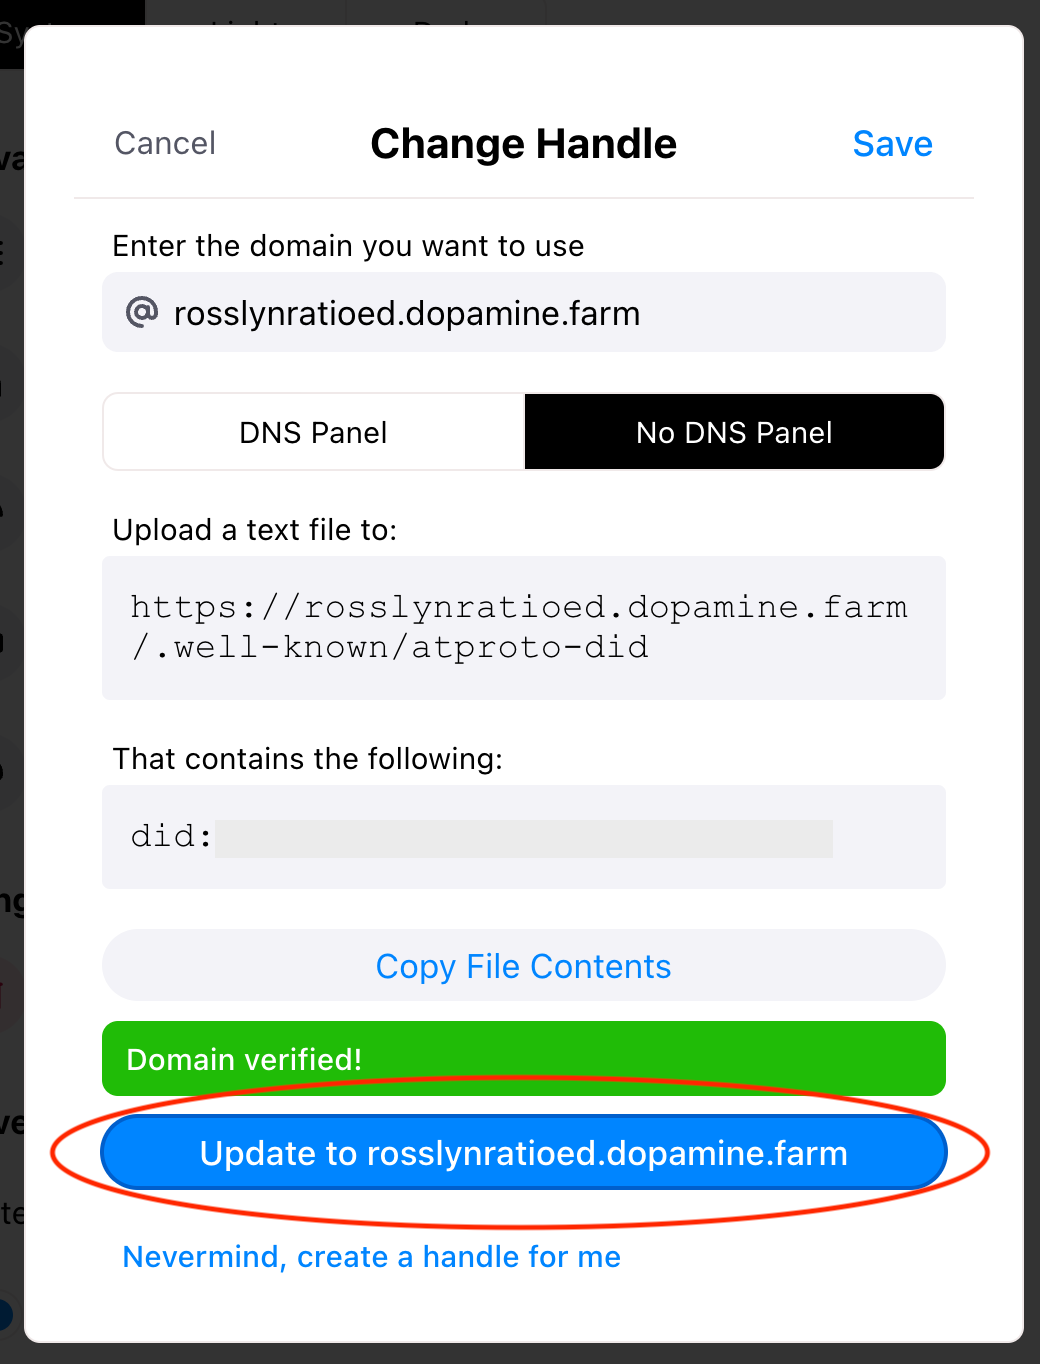 Cancel
Change Handle
Save
Enter the domain you want to use
@ rosslynratioed.dopamine.farm
DNS Panel
No DNS Panel
Upload a text file to:
https://rosslynratioed.dopamine.farm
/.well-known/atproto-did
That contains the following:
did:
Copy File Contents
Domain verified!
Update to rosslynratioed.dopamine.farm
Nevermind, create a handle for me